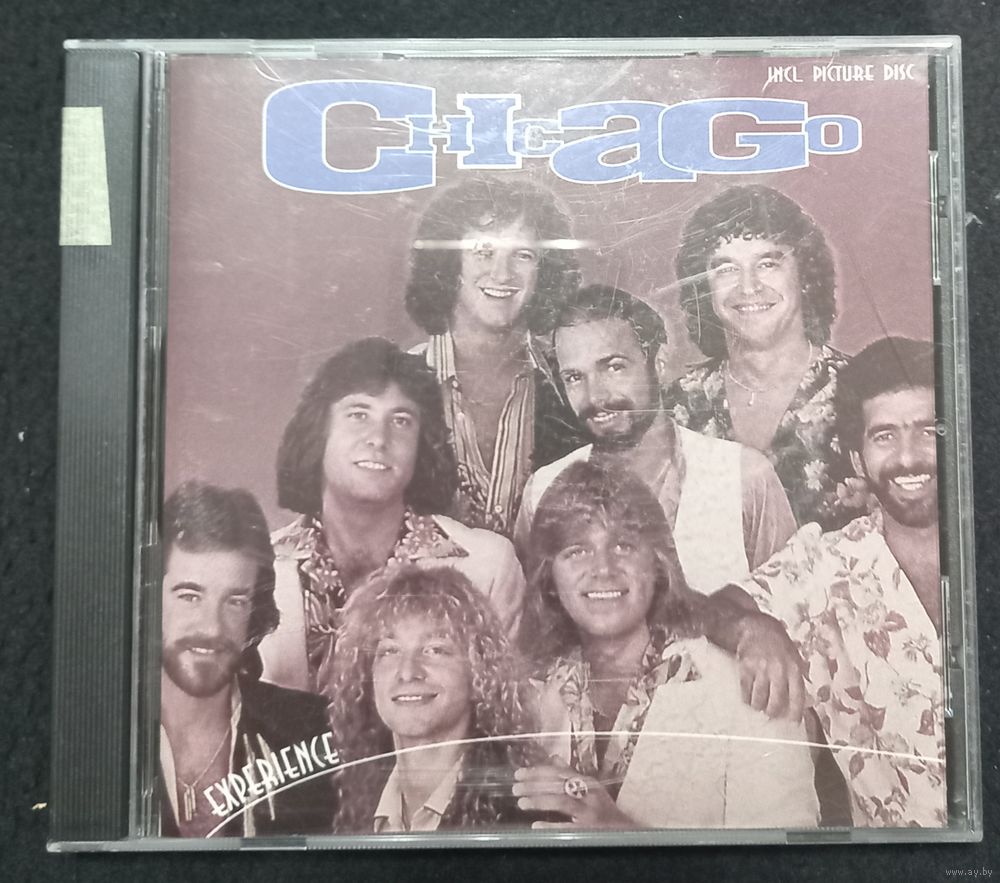 INCL. PICTURE DISC
CHICaGO
EXPERIENCE
www.ay.by